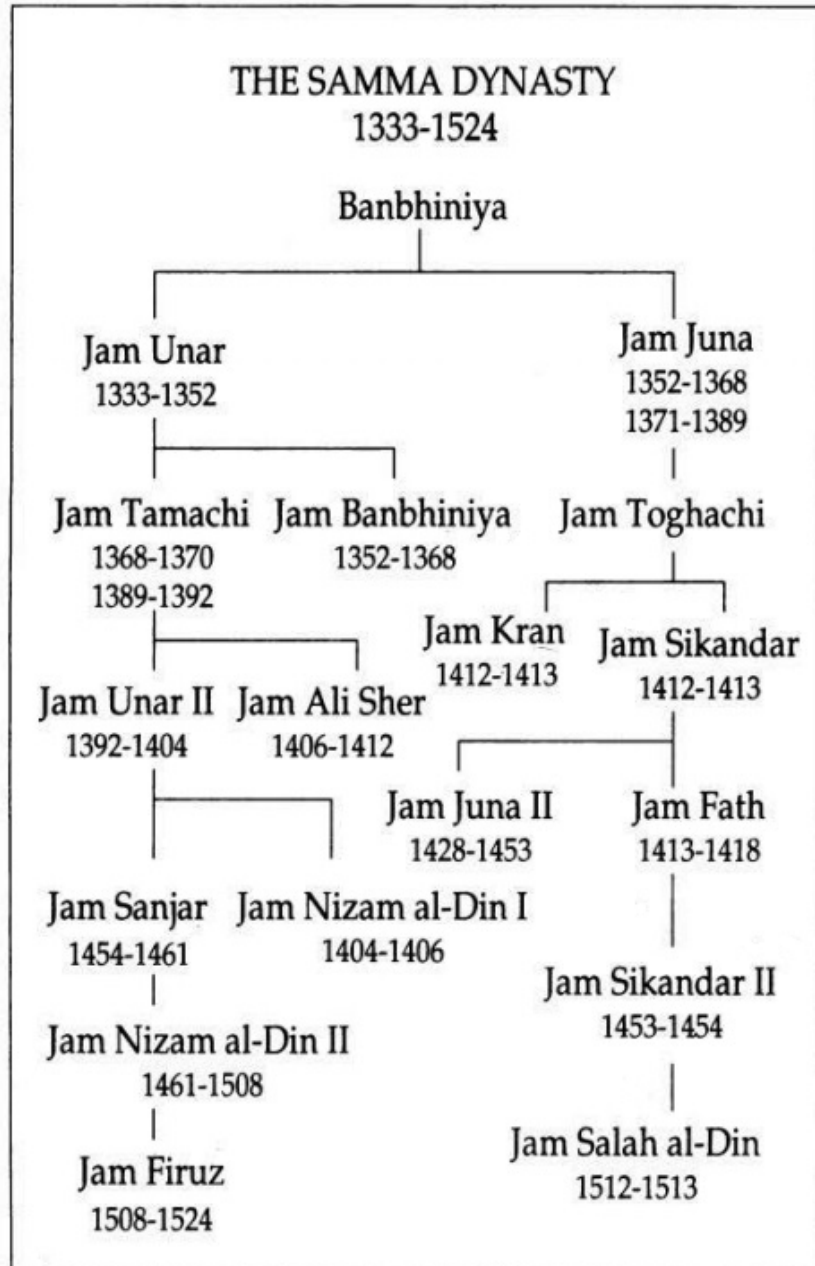 THE SAMMA DYNASTY
1333-1524
Banbhiniya
Jam Unar
1333-1352
Jam Juna
1352-1368
1371-1389
Jam Tamachi
1368-1370
1389-1392
Jam Banbhiniya
1352-1368
Jam Toghachi
Jam Kran
1412-1413
Jam Sikandar
1412-1413
Jam Unar II
1392-1404
Jam Ali Sher
1406-1412
Jam Juna II
1428-1453
Jam Fath
1413-1418
Jam Sanjar
1454-1461
Jam Nizam al-Din I
1404-1406
Jam Sikandar II
1453-1454
Jam Nizam al-Din II
1461-1508
Jam Salah al-Din
1512-1513
Jam Firuz
1508-1524